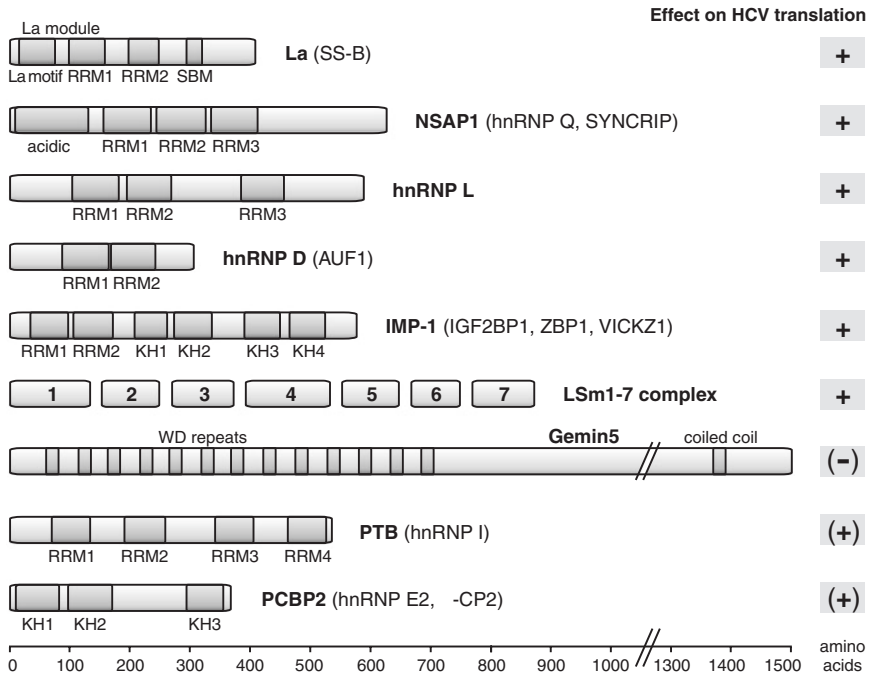 Effect on HCV translation
La module
La (SS-B)
+
La motif RRM1 RRM2 SBM
NSAP1 (hnRNP Q, SYNCRIP)
+
acidic RRM1 RRM2 RRM3
hnRNP L
+
RRM1 RRM2 RRM3
hnRNP D (AUF1)
+
RRM1 RRM2
IMP-1 (IGF2BP1, ZBP1, VICKZ1)
+
RRM1 RRM2 KH1 KH2 KH3 KH4
1 2 3 4 5 6 7 LSm1-7 complex +
WD repeats Gemin5 coiled coil
(-)
PTB (hnRNP I)
(+)
RRM1 RRM2 RRM3 RRM4
PCBP2 (hnRNP E2, -CP2)
(+)
KH1 KH2 KH3
0 100 200 300 400 500 600 700 800 900 1000 1300 1400 1500
amino
acids